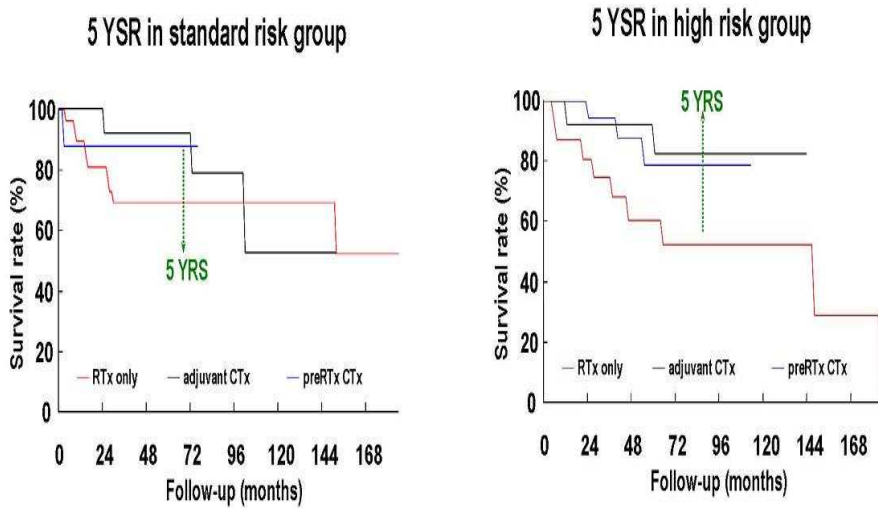 5 YSR in standard risk group
Survival rate (%)
100
80
60
40
20
0
5 YRS
RTx only adjuvant CTx preRTx CTx
0 24 48 72 96 120 144 168
Follow-up (months)
5 YSR in high risk group
Survival rate (%)
100
80
60
40
20
0
5 YRS
RTx only adjuvant CTx preRTx CTx
0 24 48 72 96 120 144 168
Follow-up (months)